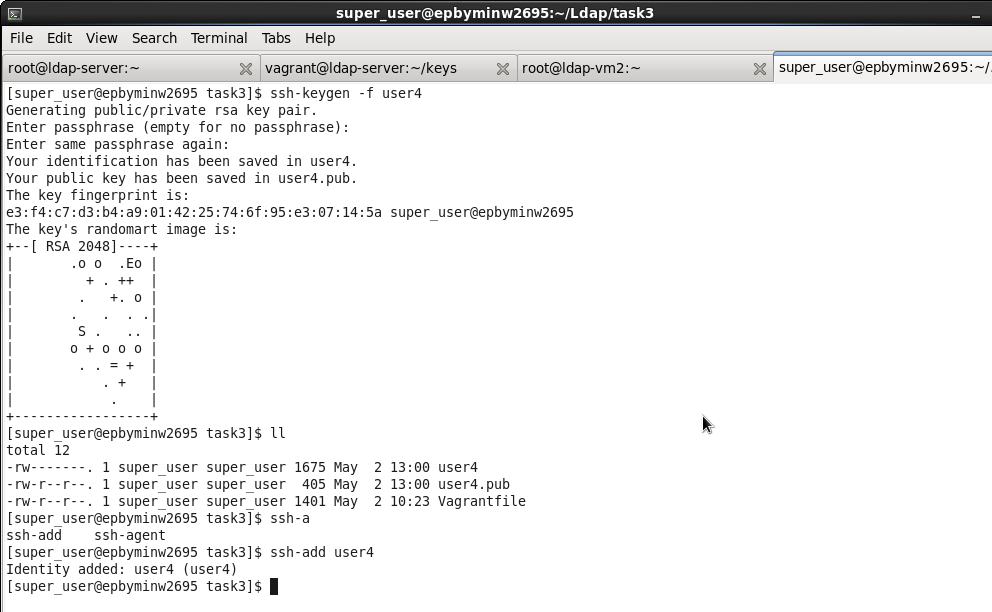 super_user@epbyminw2695:~/Ldap/task3
File Edit View Search Terminal Tabs Help
root@ldap-server:~ vagrant@ldap-server:~/keys root@ldap-vm2:~ super_user@epbyminw2695:~/.
[super_user@epbyminw2695 task3]$ ssh-keygen -f user4
Generating public/private rsa key pair.
Enter passphrase (empty for no passphrase):
Enter same passphrase again:
Your identification has been saved in user4.
Your public key has been saved in user4.pub.
The key fingerprint is:
e3:f4:c7:d3:b4:a9:01:42:25:74:6f:95:e3:07:14:5a super_user@epbyminw2695
The key's randomart image is:
+--[ RSA 2048]----+
|       .o o  .Eo |
|         + . ++  |
|        .   +. o |
|       .   .  . .|
|        S .   .. |
|       o + o o o |
|        . . = +  |
|           . +   |
|            .    |
+-----------------+
[super_user@epbyminw2695 task3]$ ll
total 12
-rw-------. 1 super_user super_user 1675 May  2 13:00 user4
-rw-r--r--. 1 super_user super_user  405 May  2 13:00 user4.pub
-rw-r--r--. 1 super_user super_user 1401 May  2 10:23 Vagrantfile
[super_user@epbyminw2695 task3]$ ssh-a
ssh-add    ssh-agent
[super_user@epbyminw2695 task3]$ ssh-add user4
Identity added: user4 (user4)
[super_user@epbyminw2695 task3]$